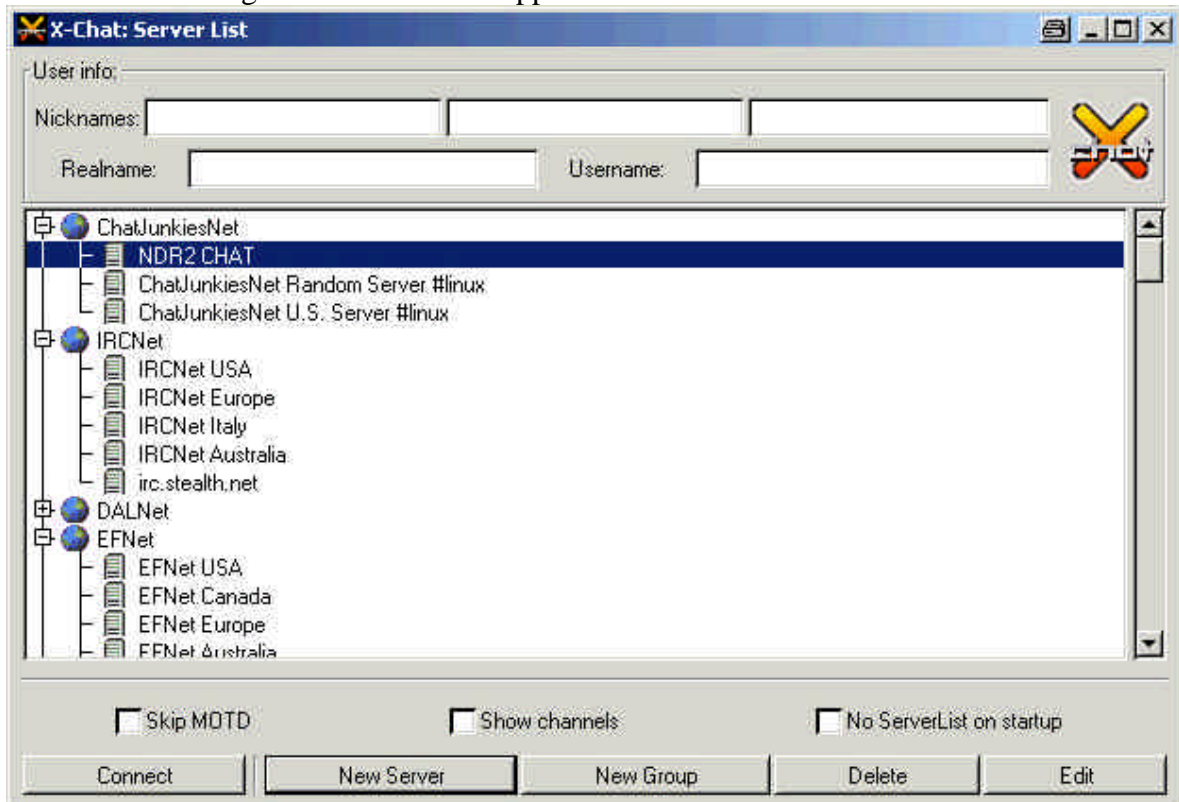 X-Chat: Server List
User info:
Nicknames:
Realname: Username:
ChatJunkiesNet
NDR2 CHAT
ChatJunkiesNet Random Server #linux
ChatJunkiesNet U.S. Server #linux
IRCNet
IRCNet USA
IRCNet Europe
IRCNet Italy
IRCNet Australia
irc.stealth.net
DALNet
EFNet
EFNet USA
EFNet Canada
EFNet Europe
EFNet Australia
Skip MOTD Show channels No ServerList on startup
Connect New Server New Group Delete Edit